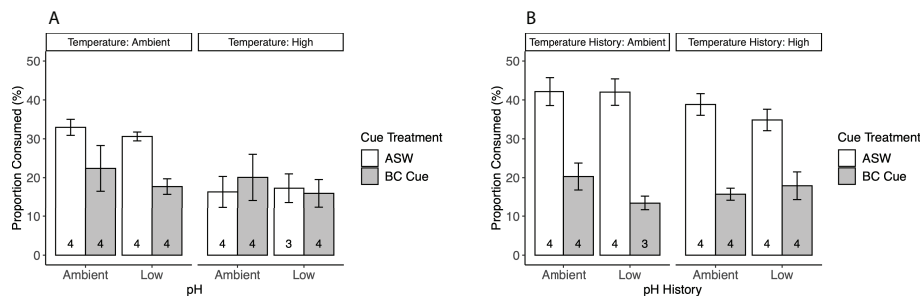 A
Temperature: Ambient
Temperature: High
Proportion Consumed (%)
50
40
30
20
10
0
4
4
4
4
4
4
3
4
Ambient
Low
Ambient
Low
pH
Cue Treatment
ASW
BC Cue
B
Temperature History: Ambient
Temperature History: High
Proportion Consumed (%)
50
40
30
20
10
0
4
4
4
3
4
4
4
4
Ambient
Low
Ambient
Low
pH History
Cue Treatment
ASW
BC Cue